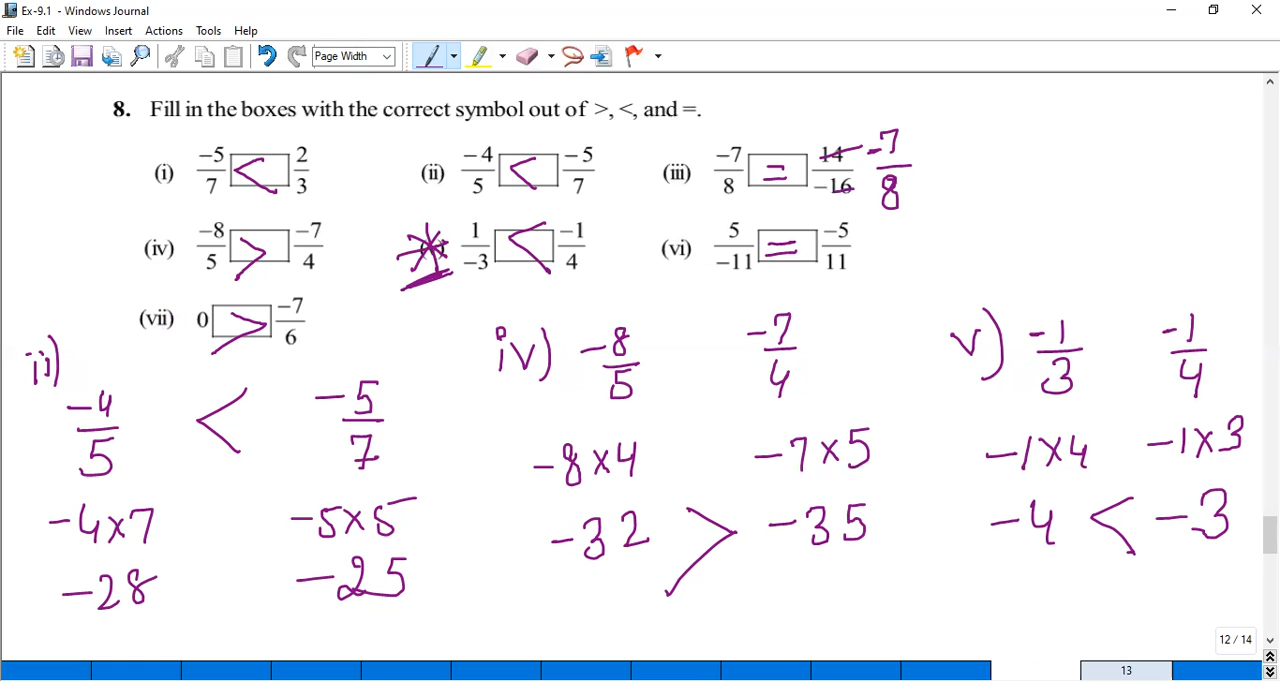 Ex-9.1 - Windows Journal
File Edit View Insert Actions Tools Help
Page Width
8. Fill in the boxes with the correct symbol out of >, <, and =.
(i) -5/7 < 2/3 (ii) -4/5 < -5/7 (iii) -7/8 = 14/-16 -7/8
(iv) -8/5 > -7/4 1/-3 < -1/4 (vi) 5/-11 = -5/11
(vii) 0 > -7/6
ii) -4/5 < -5/7
-4×7 -5×5
-28 -25
iv) -8/5 -7/4
-8×4 -7×5
-32 > -35
v) -1/3 -1/4
-1×4 -1×3
-4 < -3
12 / 14
13